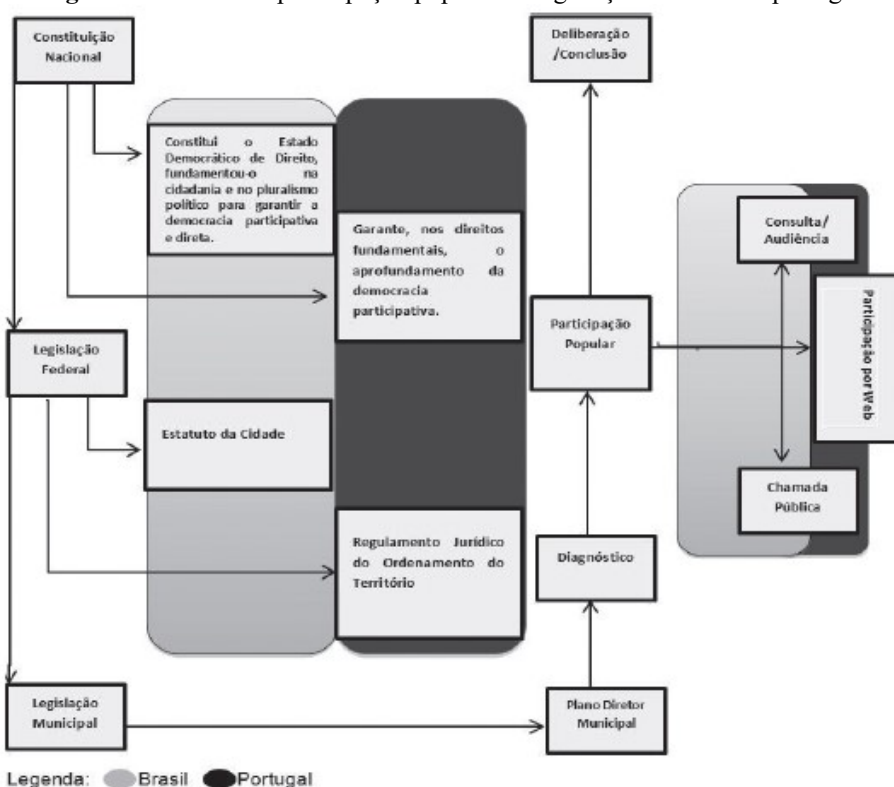 Constituição
Nacional
Deliberação
/Conclusão
Constitui o Estado
Democrático de Direito,
fundamentou-o na
cidadania e no pluralismo
político para garantir a
democracia participativa
e direta.
Garante, nos direitos
fundamentais, o
aprofundamento da
democracia
participativa.
Consulta/
Audiência
Participação por Web
Participação
Popular
Legislação
Federal
Estatuto da Cidade
Chamada
Pública
Regulamento Jurídico
do Ordenamento do
Território
Diagnóstico
Legislação
Municipal
Plano Diretor
Municipal
Legenda: Brasil Portugal